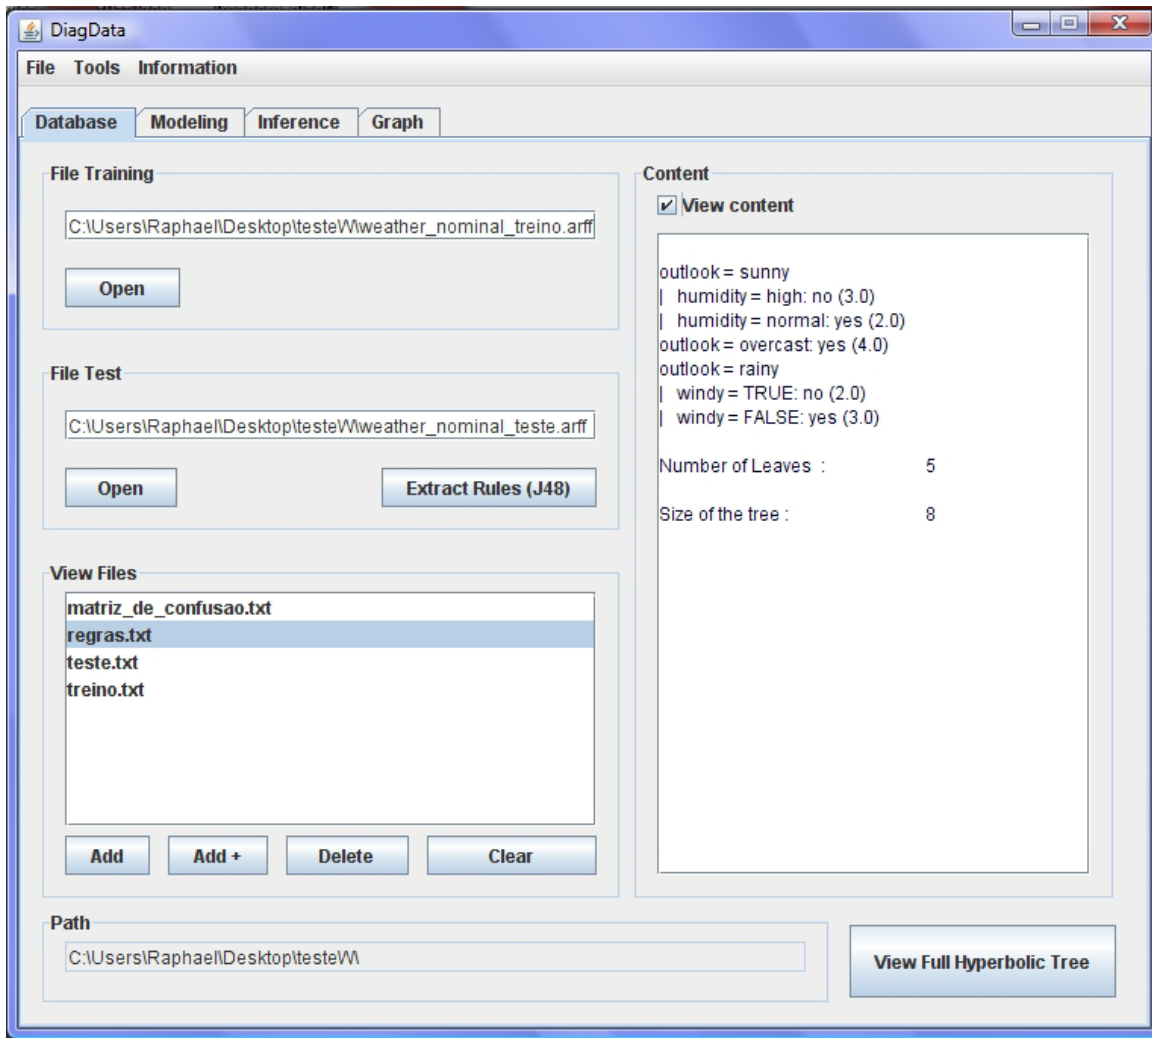 DiagData
File Tools Information
Database Modeling Inference Graph
File Training
C:\Users\Raphael\Desktop\testeW\weather_nominal_treino.arff
Open
File Test
C:\Users\Raphael\Desktop\testeW\weather_nominal_teste.arff
Open Extract Rules (J48)
View Files
matriz_de_confusao.txt
regras.txt
teste.txt
treino.txt
Add Add + Delete Clear
Content
View content
outlook = sunny
| humidity = high: no (3.0)
| humidity = normal: yes (2.0)
outlook = overcast: yes (4.0)
outlook = rainy
| windy = TRUE: no (2.0)
| windy = FALSE: yes (3.0)
Number of Leaves : 5
Size of the tree : 8
Path
C:\Users\Raphael\Desktop\testeW\
View Full Hyperbolic Tree